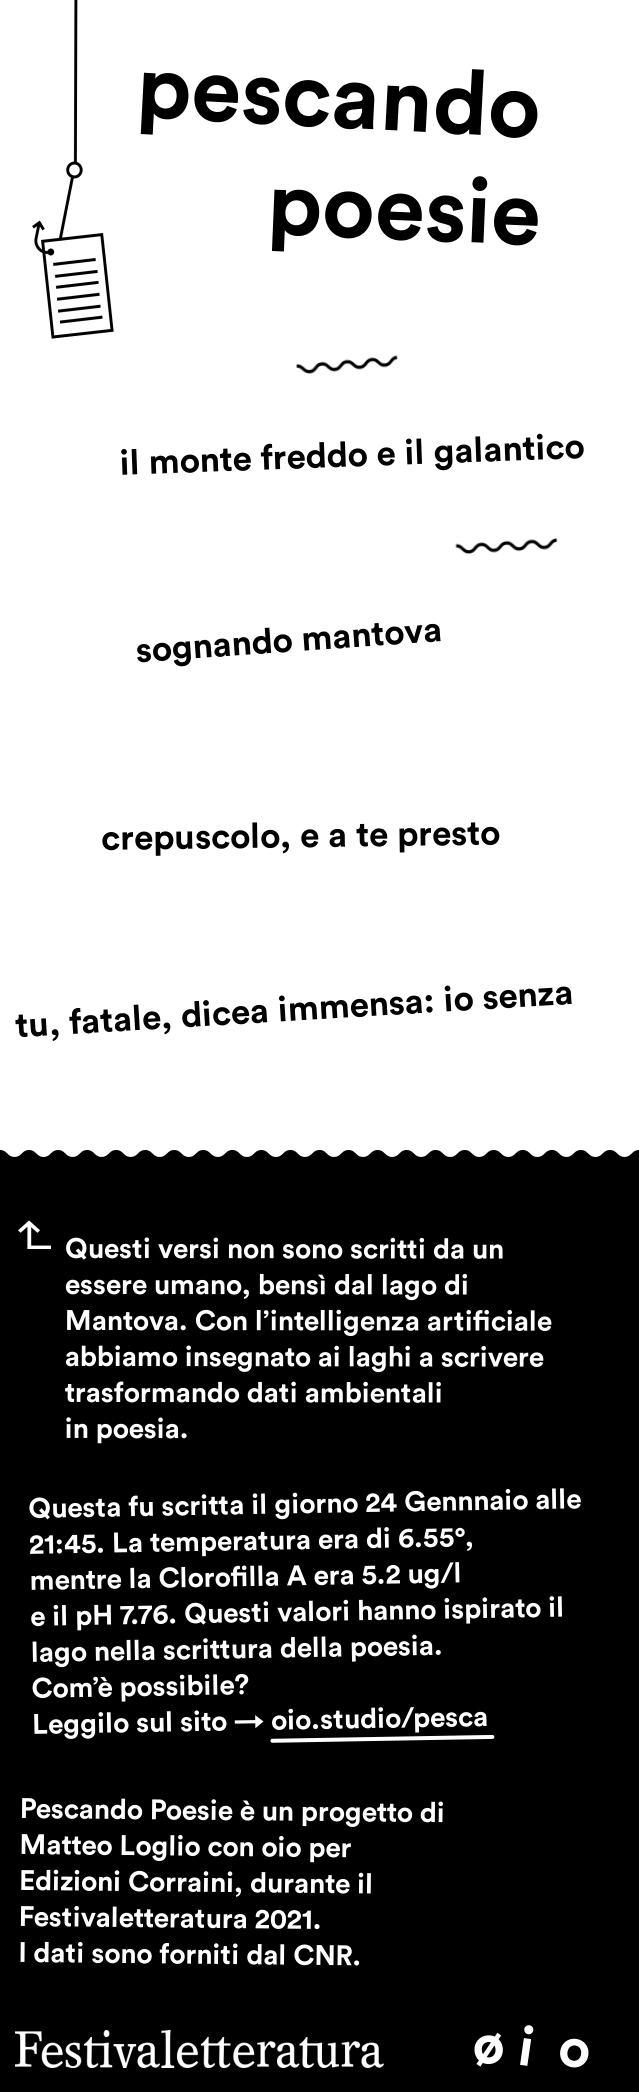 pescando
poesie
il monte freddo e il galantico
sognando mantova
crepuscolo, e a te presto
tu, fatale, dicea immensa: io senza
Questi versi non sono scritti da un
essere umano, bensì dal lago di
Mantova. Con l’intelligenza artificiale
abbiamo insegnato ai laghi a scrivere
trasformando dati ambientali
in poesia.
Questa fu scritta il giorno 24 Gennnaio alle
21:45. La temperatura era di 6.55°,
mentre la Clorofilla A era 5.2 ug/l
e il pH 7.76. Questi valori hanno ispirato il
lago nella scrittura della poesia.
Com’è possibile?
Leggilo sul sito → oio.studio/pesca
Pescando Poesie è un progetto di
Matteo Loglio con oio per
Edizioni Corraini, durante il
Festivaletteratura 2021.
I dati sono forniti dal CNR.
Festivaletteratura ø i o